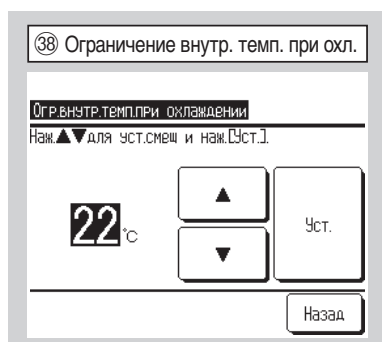 38 Ограничение внутр. темп. при охл.
Огр.внутр.темп.при охлаждении
Наж.▲▼для уст.смещ и наж.[Уст.].
22°C
▲
▼
Уст.
Назад